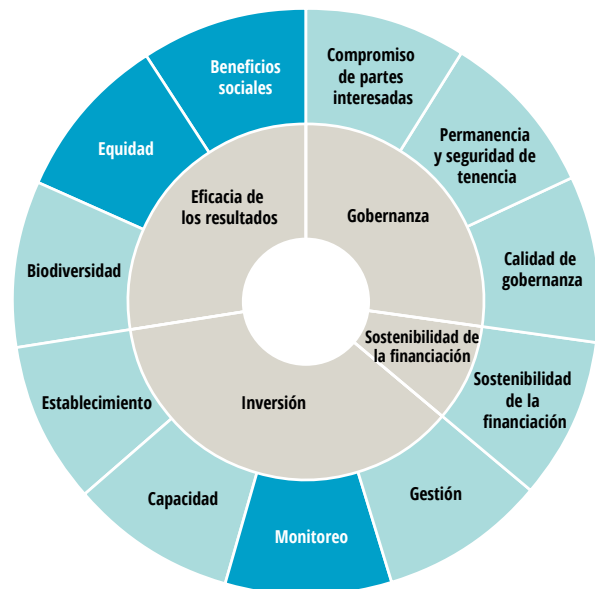 Beneficios
sociales
Compromiso
de partes
interesadas
Equidad
Permanencia
y seguridad de
tenencia
Eficacia de
los resultados
Gobernanza
Biodiversidad
Calidad de
gobernanza
Sostenibilidad de
la financiación
Establecimiento
Inversión
Sostenibilidad
de la
financiación
Capacidad
Gestión
Monitoreo